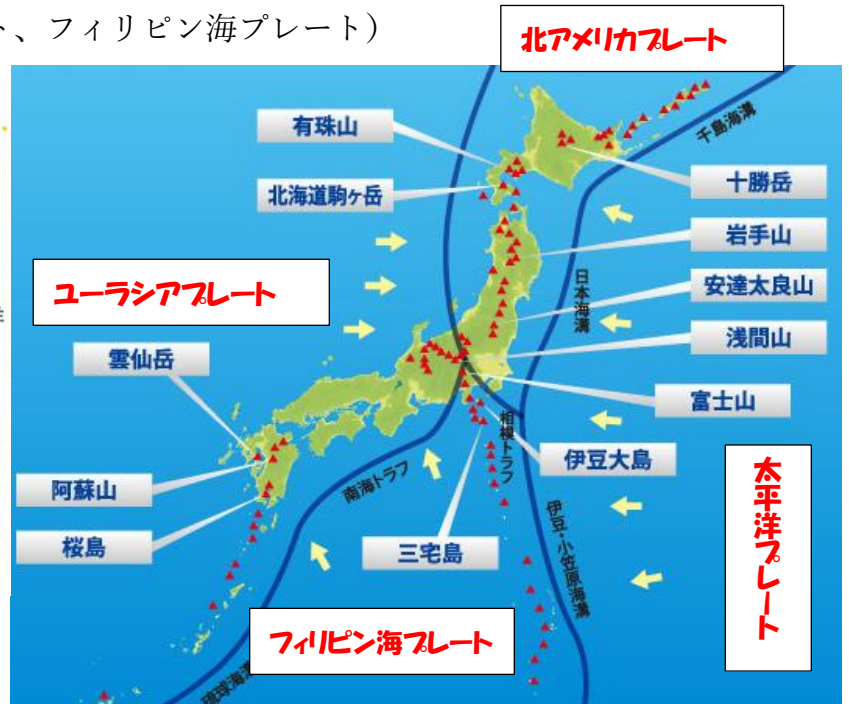 ト、フィリピン海プレート）
北アメリカプレート
千島海溝
有珠山
十勝岳
北海道駒ヶ岳
岩手山
ユーラシアプレート
日本海溝
安達太良山
浅間山
雲仙岳
富士山
相模トラフ
伊豆大島
太平洋プレート
阿蘇山
南海トラフ
伊豆・小笠原海溝
桜島
三宅島
フィリピン海プレート
琉球海溝